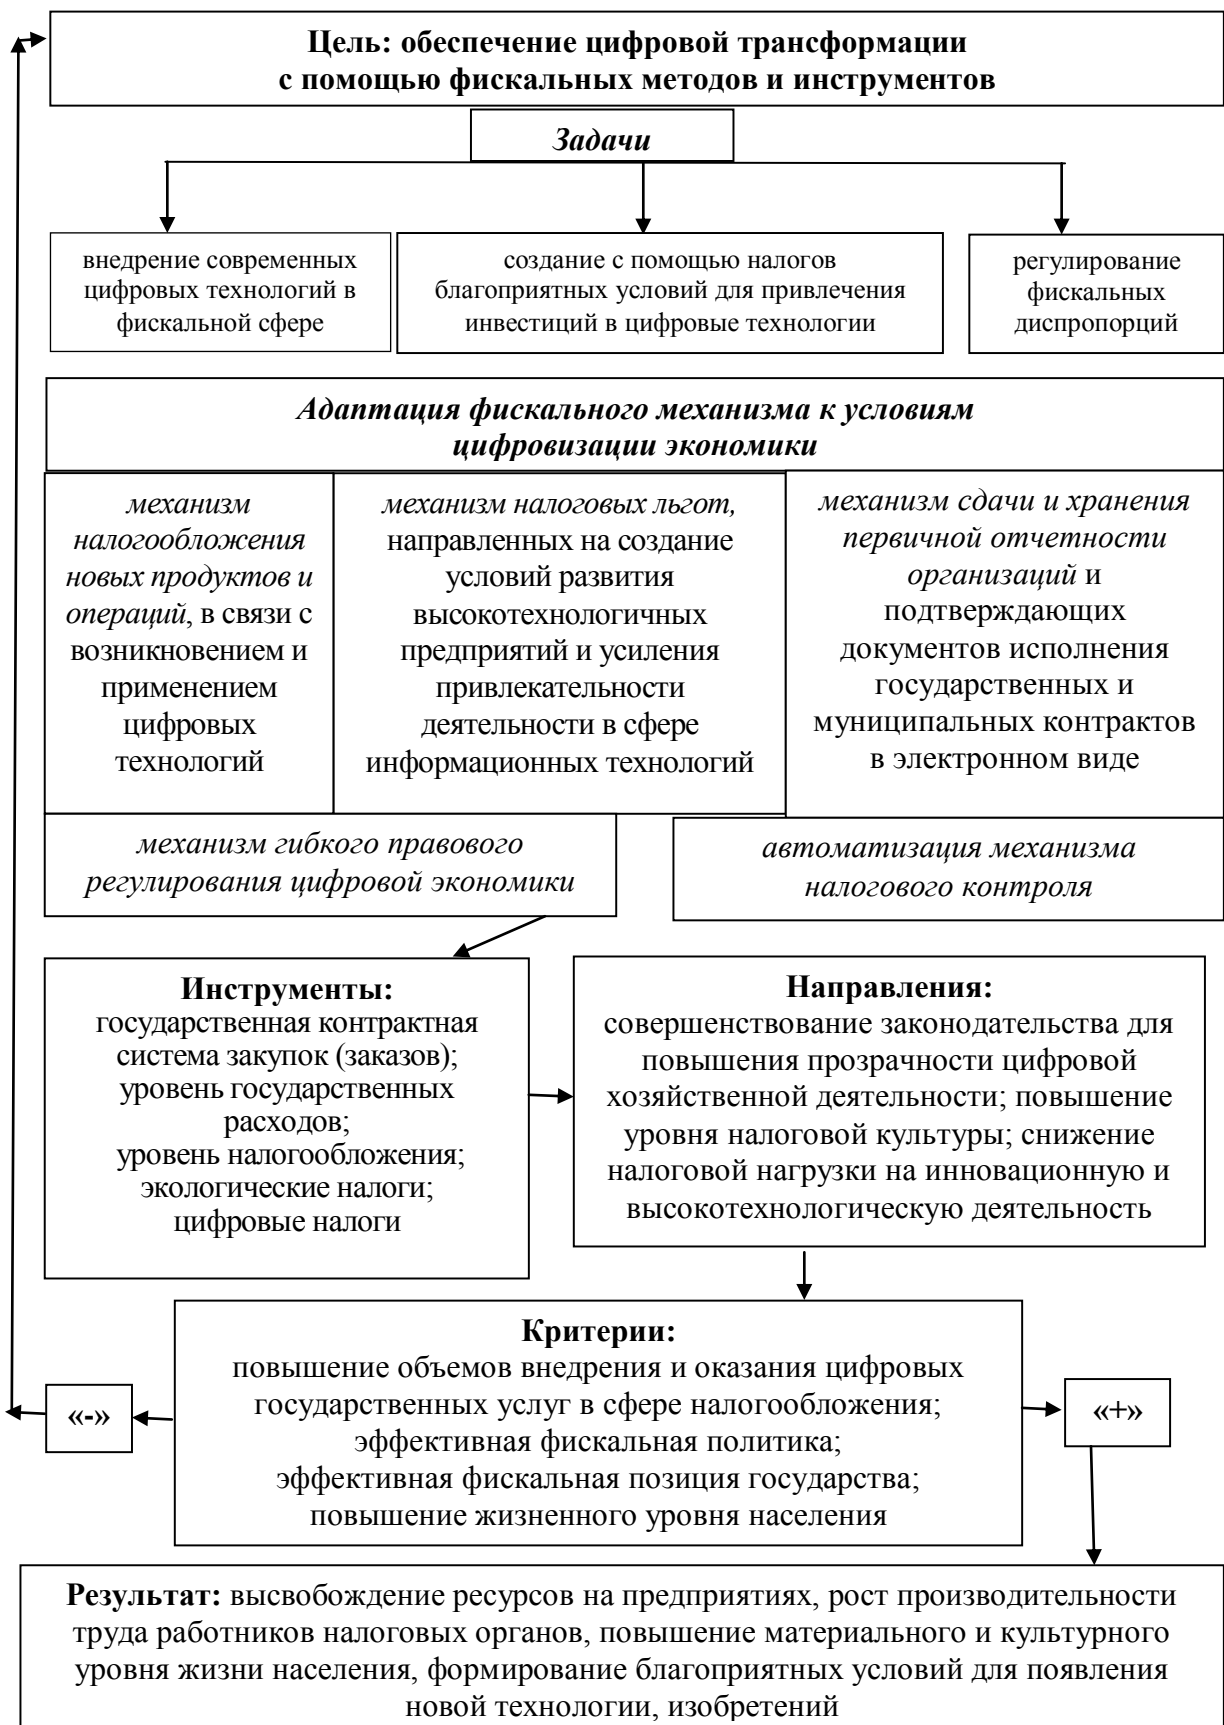 Цель: обеспечение цифровой трансформации
с помощью фискальных методов и инструментов
Задачи
внедрение современных
цифровых технологий в
фискальной сфере
создание с помощью налогов
благоприятных условий для привлечения
инвестиций в цифровые технологии
регулирование
фискальных
диспропорций
Адаптация фискального механизма к условиям
цифровизации экономики
механизм
налогообложения
новых продуктов и
операций, в связи с
возникновением и
применением
цифровых
технологий
механизм налоговых льгот,
направленных на создание
условий развития
высокотехнологичных
предприятий и усиления
привлекательности
деятельности в сфере
информационных технологий
механизм сдачи и хранения
первичной отчетности
организаций и
подтверждающих
документов исполнения
государственных и
муниципальных контрактов
в электронном виде
механизм гибкого правового
регулирования цифровой экономики
автоматизация механизма
налогового контроля
Инструменты:
государственная контрактная
система закупок (заказов);
уровень государственных
расходов;
уровень налогообложения;
экологические налоги;
цифровые налоги
Направления:
совершенствование законодательства для
повышения прозрачности цифровой
хозяйственной деятельности; повышение
уровня налоговой культуры; снижение
налоговой нагрузки на инновационную и
высокотехнологическую деятельность
Критерии:
повышение объемов внедрения и оказания цифровых
государственных услуг в сфере налогообложения;
эффективная фискальная политика;
эффективная фискальная позиция государства;
повышение жизненного уровня населения
«-»
«+»
Результат: высвобождение ресурсов на предприятиях, рост производительности
труда работников налоговых органов, повышение материального и культурного
уровня жизни населения, формирование благоприятных условий для появления
новой технологии, изобретений